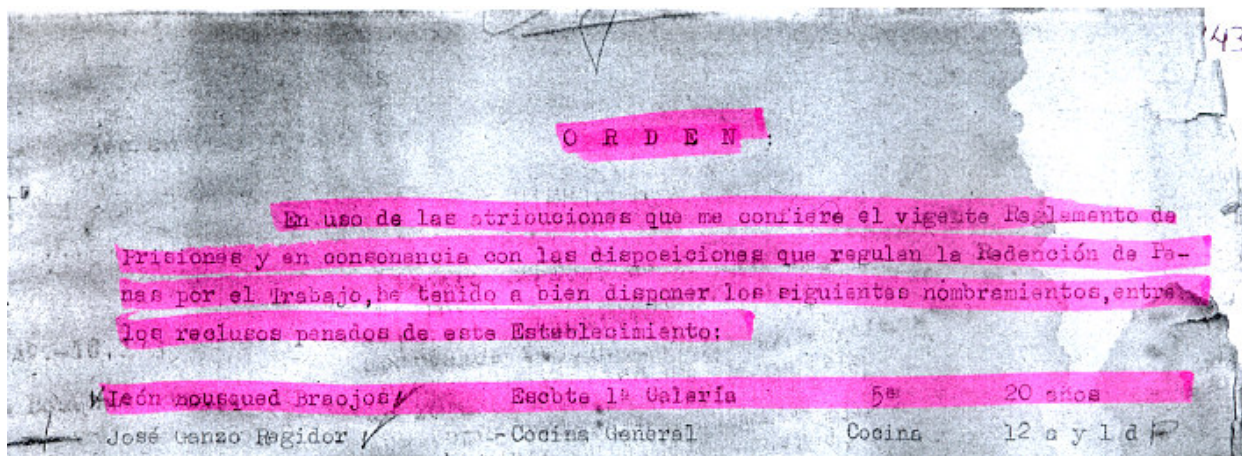 143
O R D E N :
En uso de las atribuciones que me confiere el vigente Reglamento de
Prisiones y en consonancia con las disposiciones que regulan la Redención de Pe-
nas por el Trabajo,he tenido a bien disponer los siguientes nombramientos,entre
los reclusos penados de este Establecimiento:
León Bousqued Braojos Escbte 1ª Galería 5ª 20 años
José Ganzo Regidor -Cocina General Cocina 12 a y 1 d